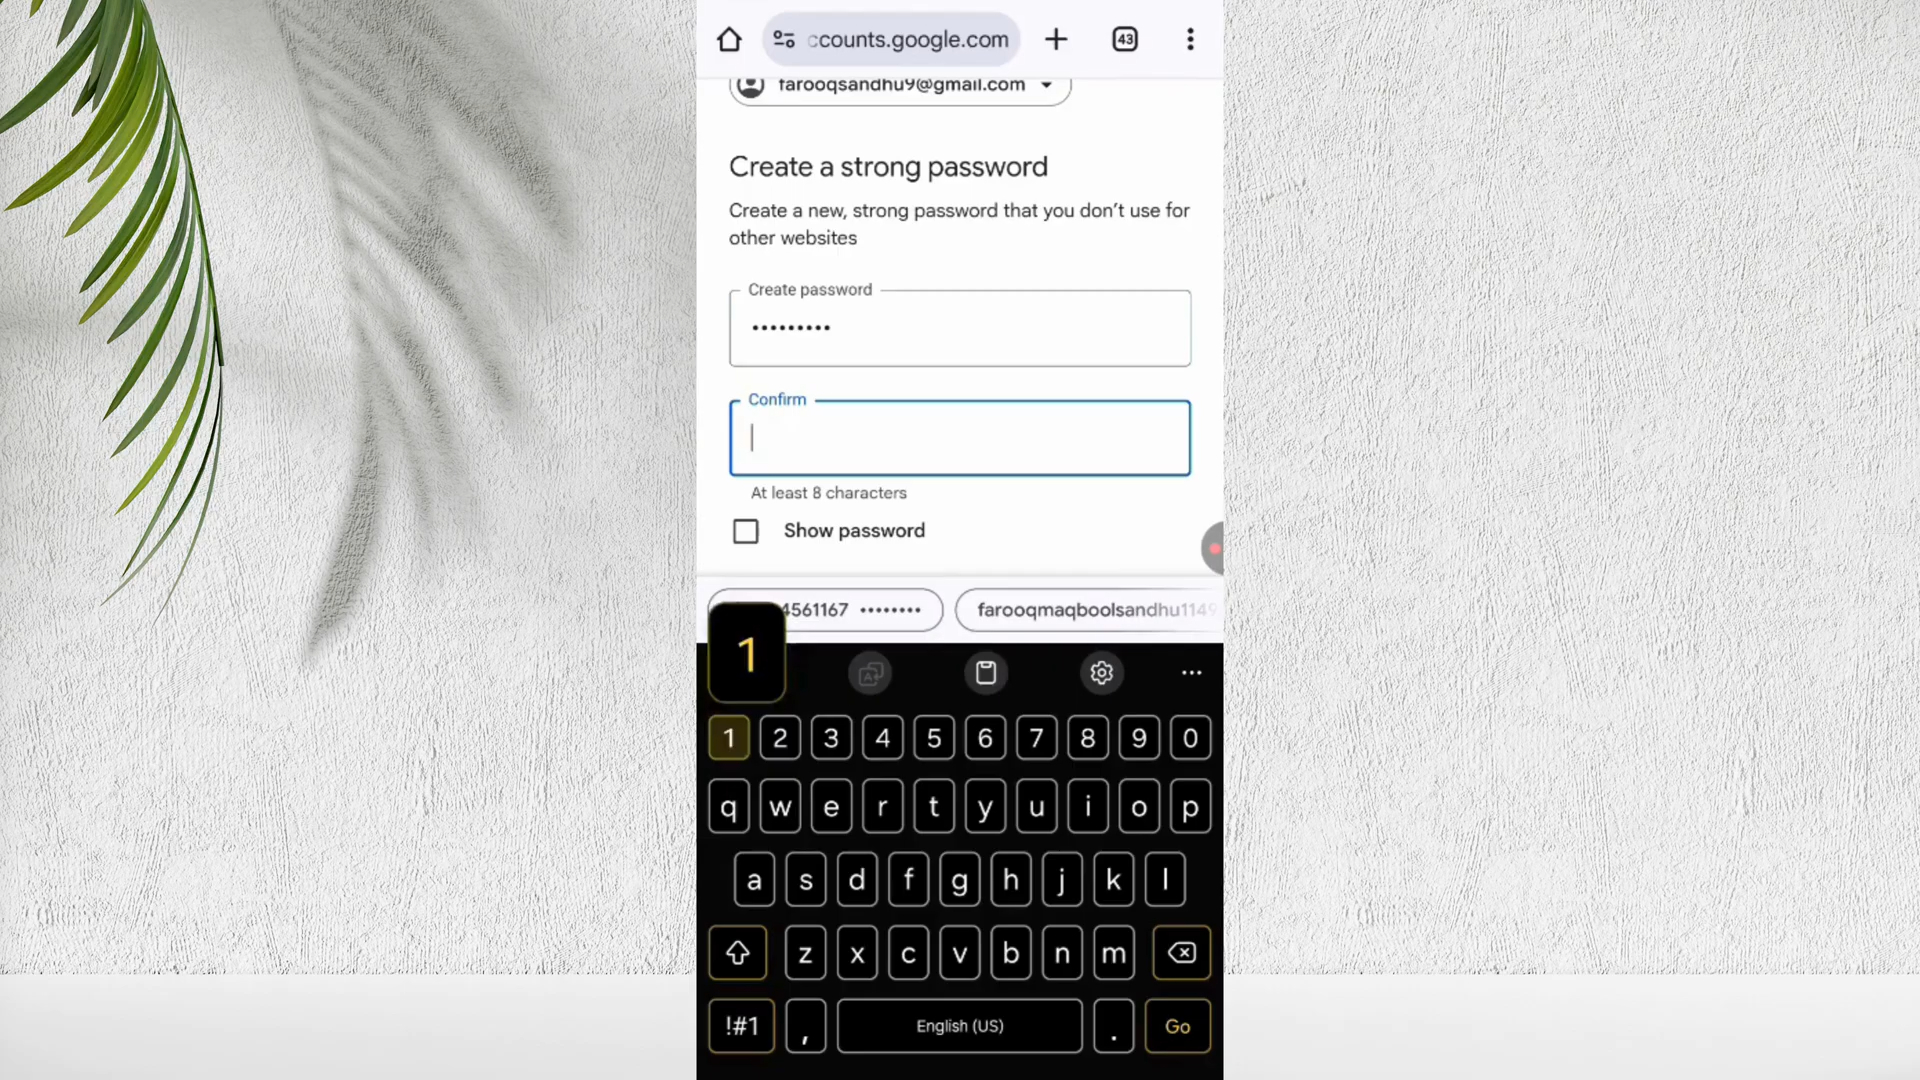 ccounts.google.com
43
farooqsandhu9@gmail.com
Create a strong password
Create a new, strong password that you don’t use for
other websites
Create password
•••••••••
Confirm
At least 8 characters
Show password
4561167 ••••••••
farooqmaqboolsandhu1149
1
1 2 3 4 5 6 7 8 9 0
q w e r t y u i o p
a s d f g h j k l
z x c v b n m
!#1 , English (US) . Go